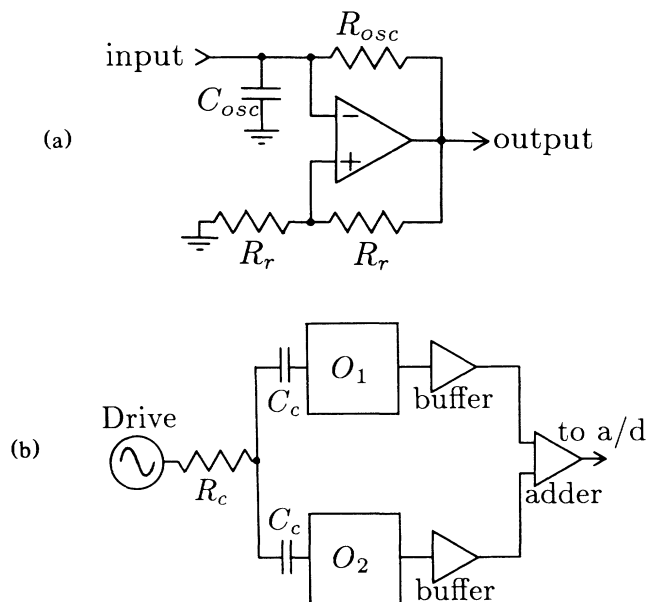 R_osc
input
C_osc
(a)
−
+
output
R_r
R_r
O_1
C_c
buffer
Drive
to a/d
(b)
R_c
adder
C_c
O_2
buffer